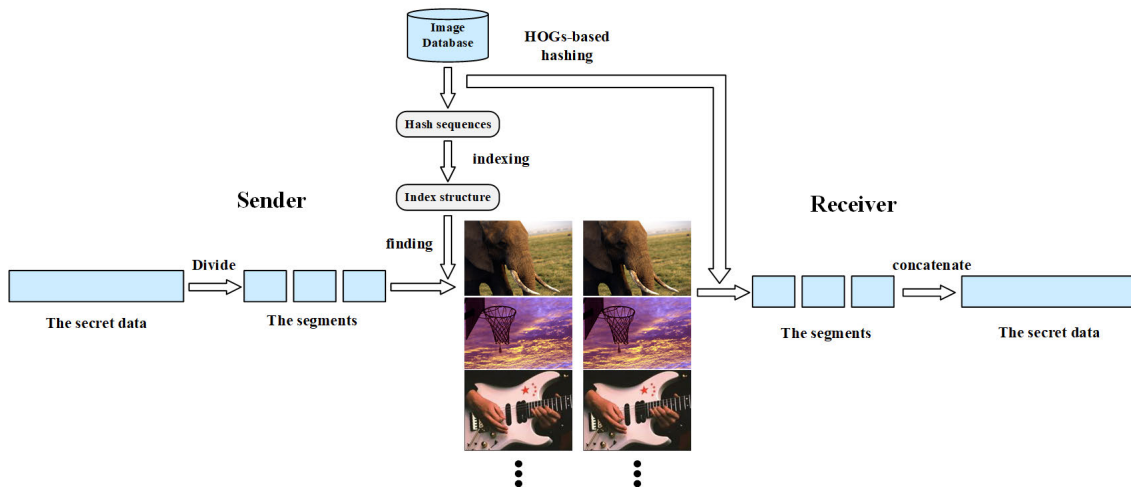 Image
Database
HOGs-based
hashing
Hash sequences
indexing
Sender
Index structure
Receiver
finding
Divide
concatenate
The secret data
The segments
The segments
The secret data